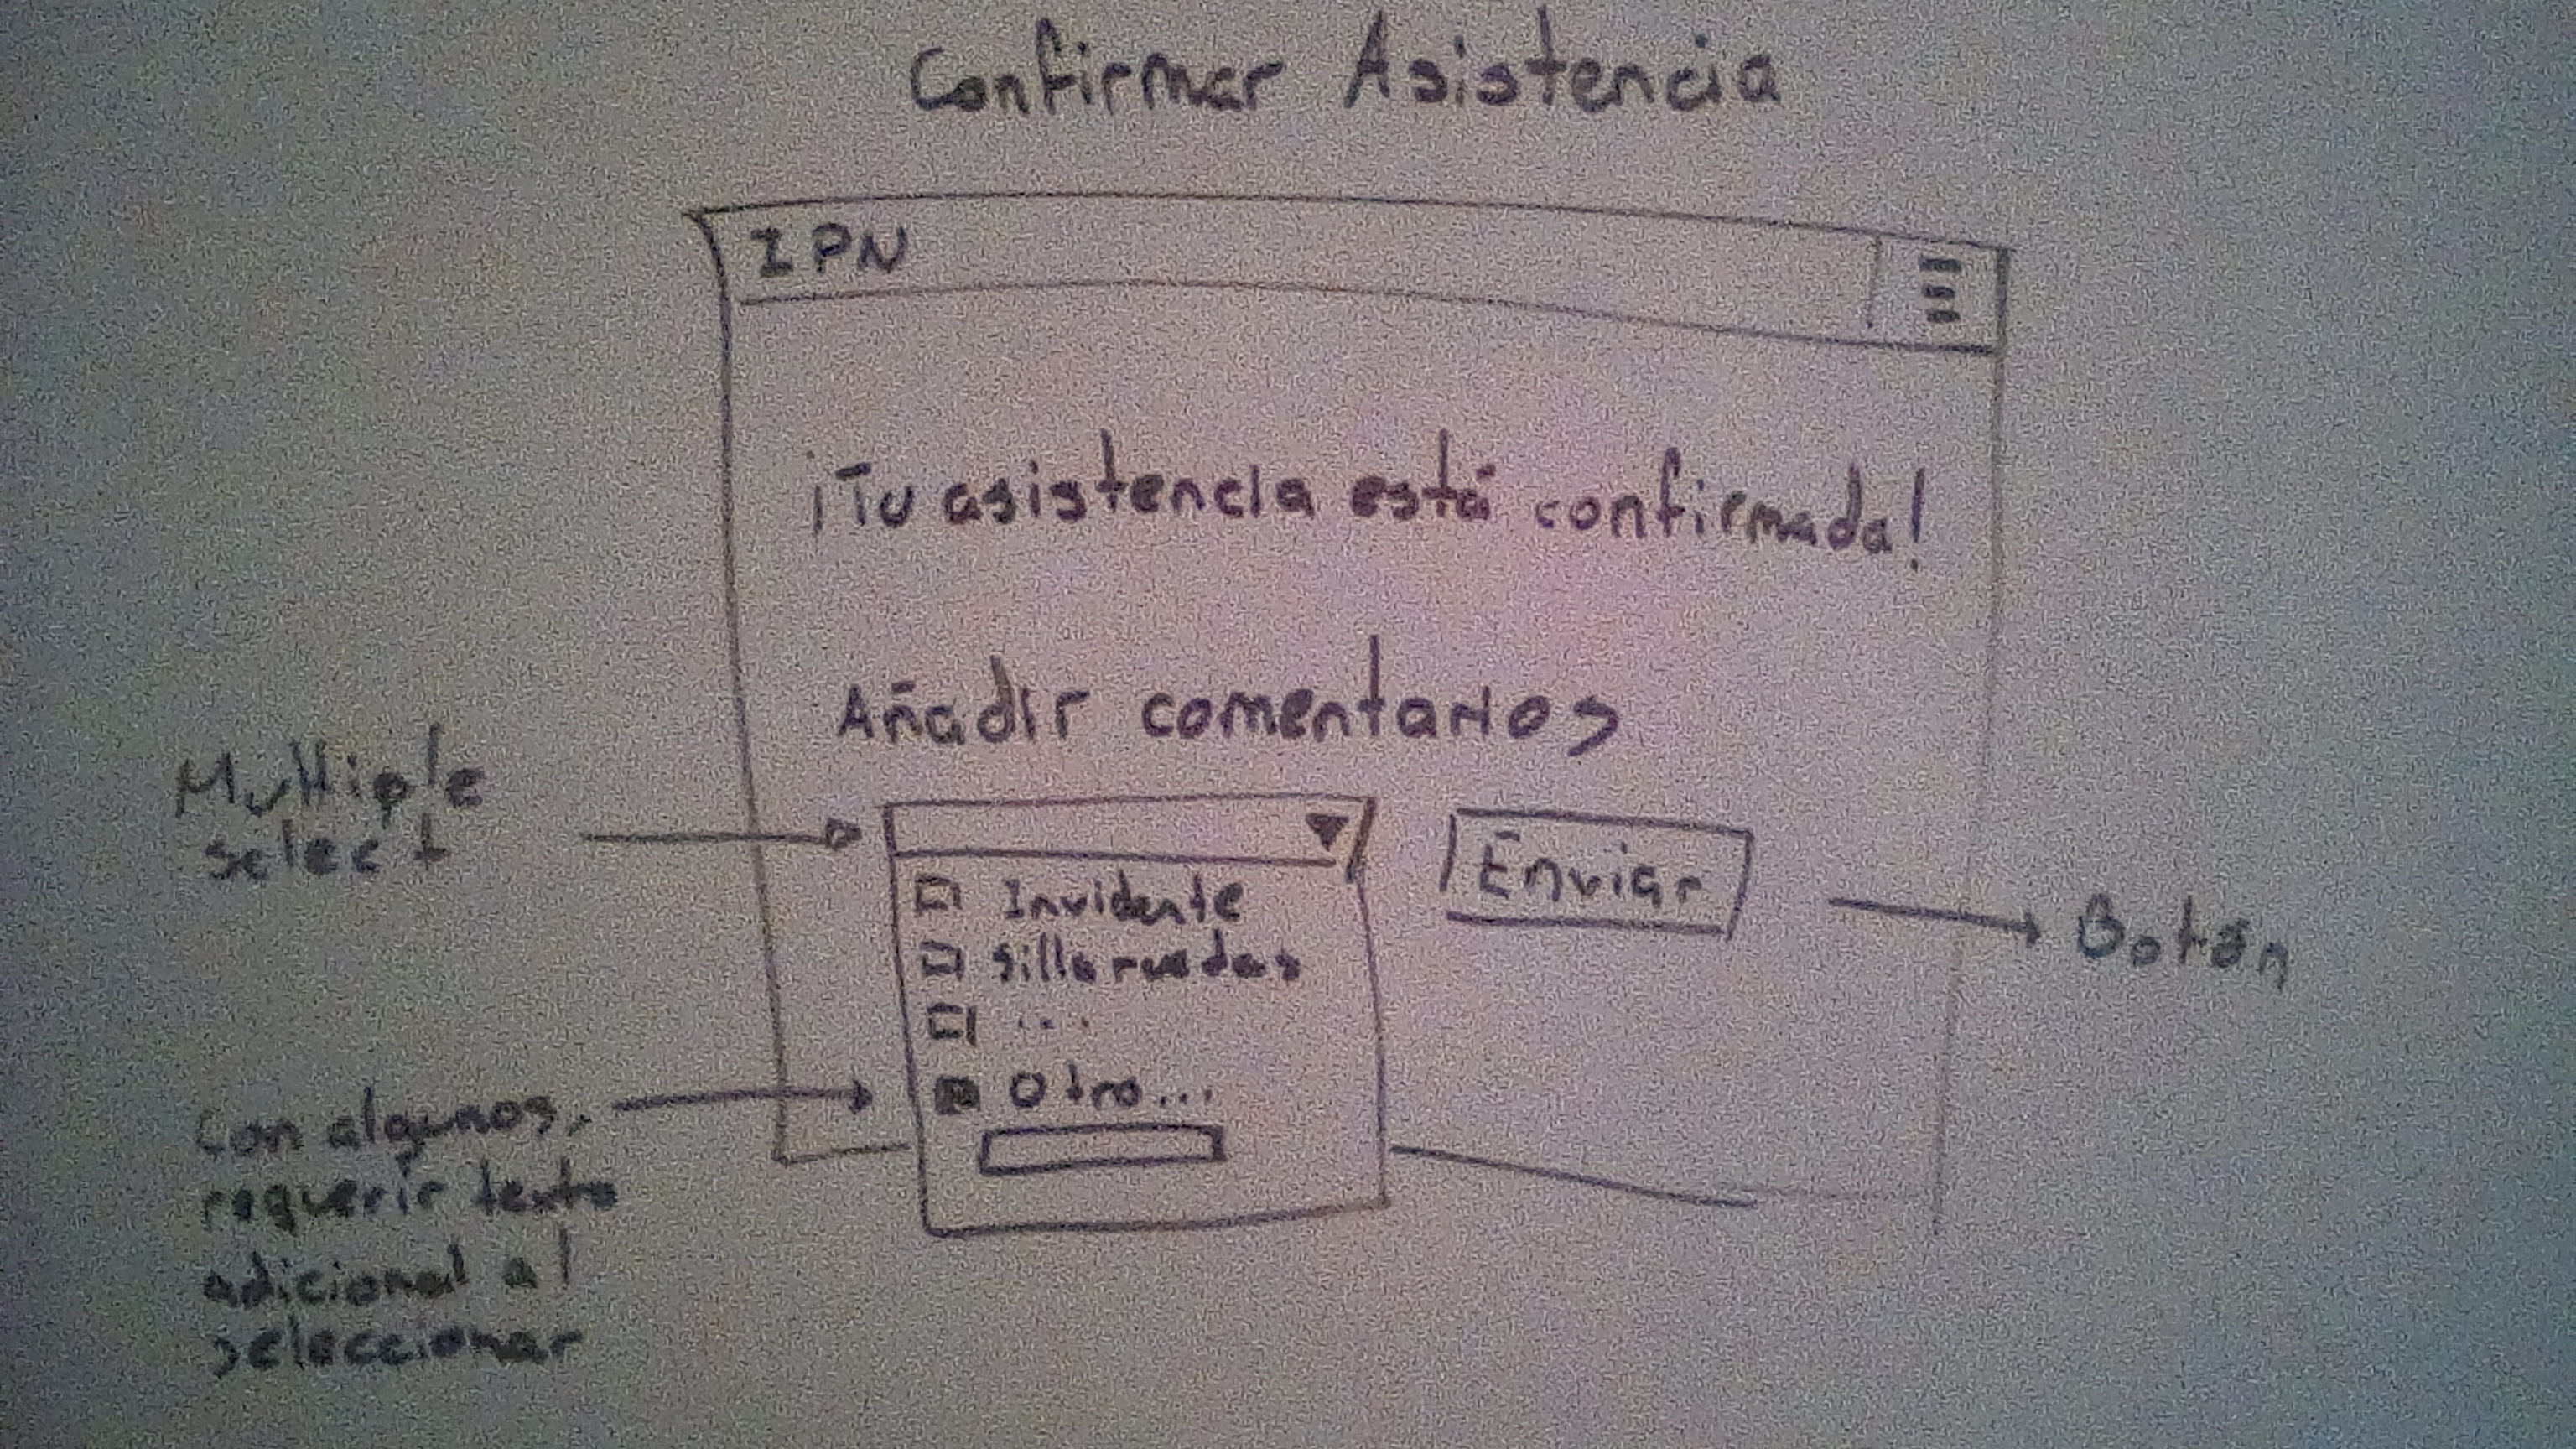 Confirmar Asistencia
IPN
¡Tu asistencia está confirmada!
Añadir comentarios
Multiple
select
Enviar
Botón
Invidente
silla ruedas
...
Otro...
Con algunos,
requerir texto
adicional al
seleccionar